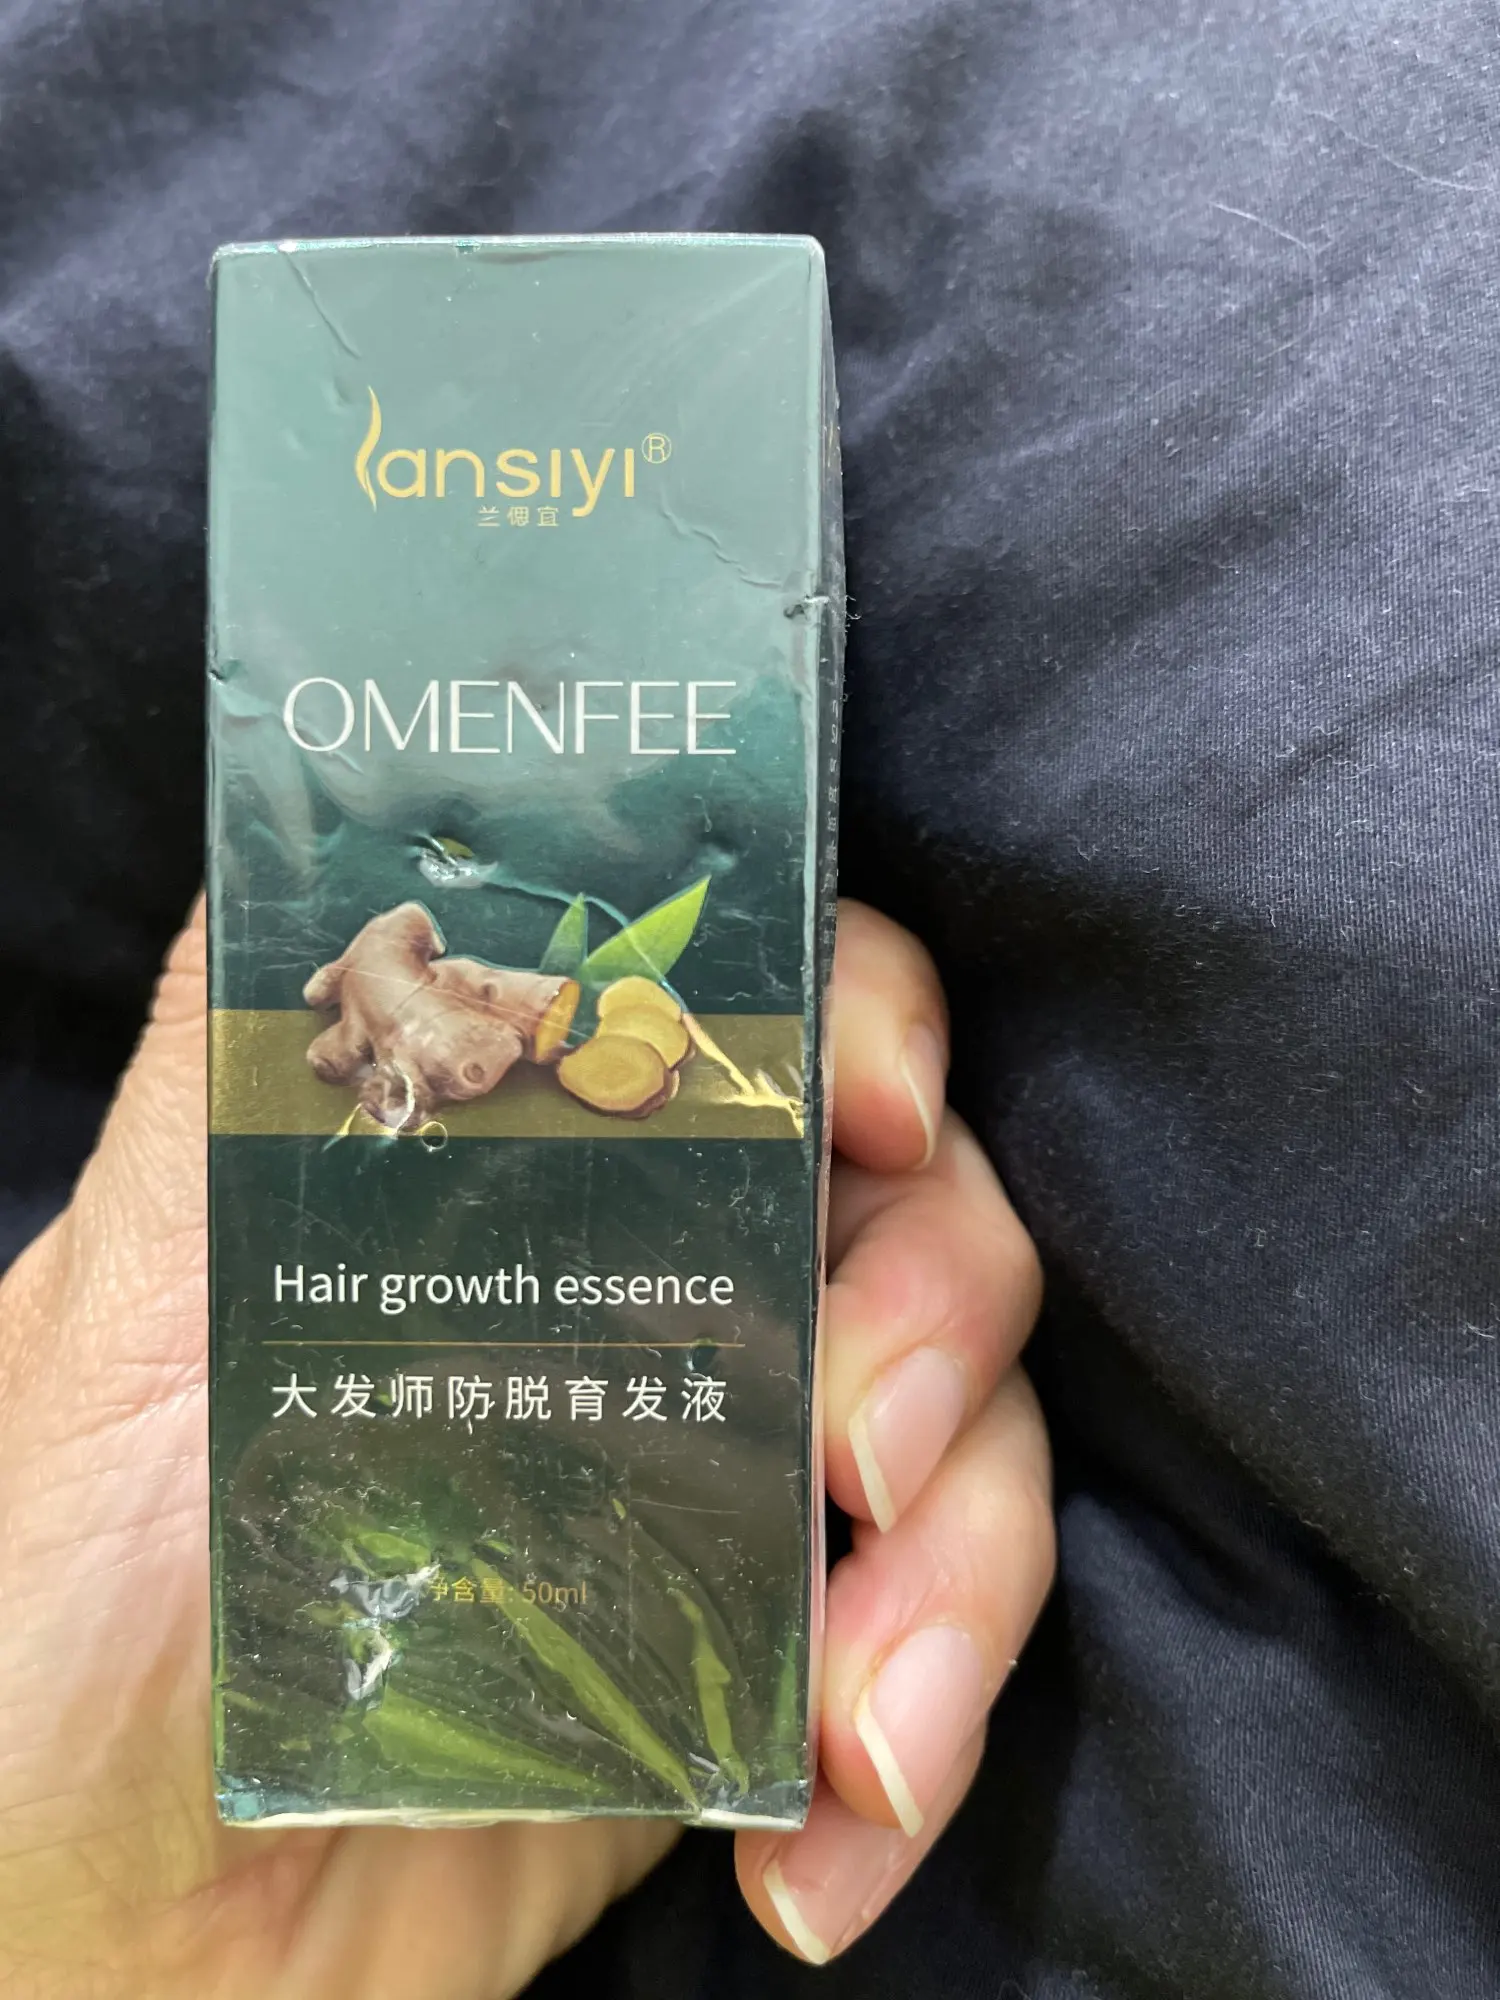 lansiyi®
兰偲宜
OMENFEE
Hair growth essence
大发师防脱育发液
净含量: 50ml